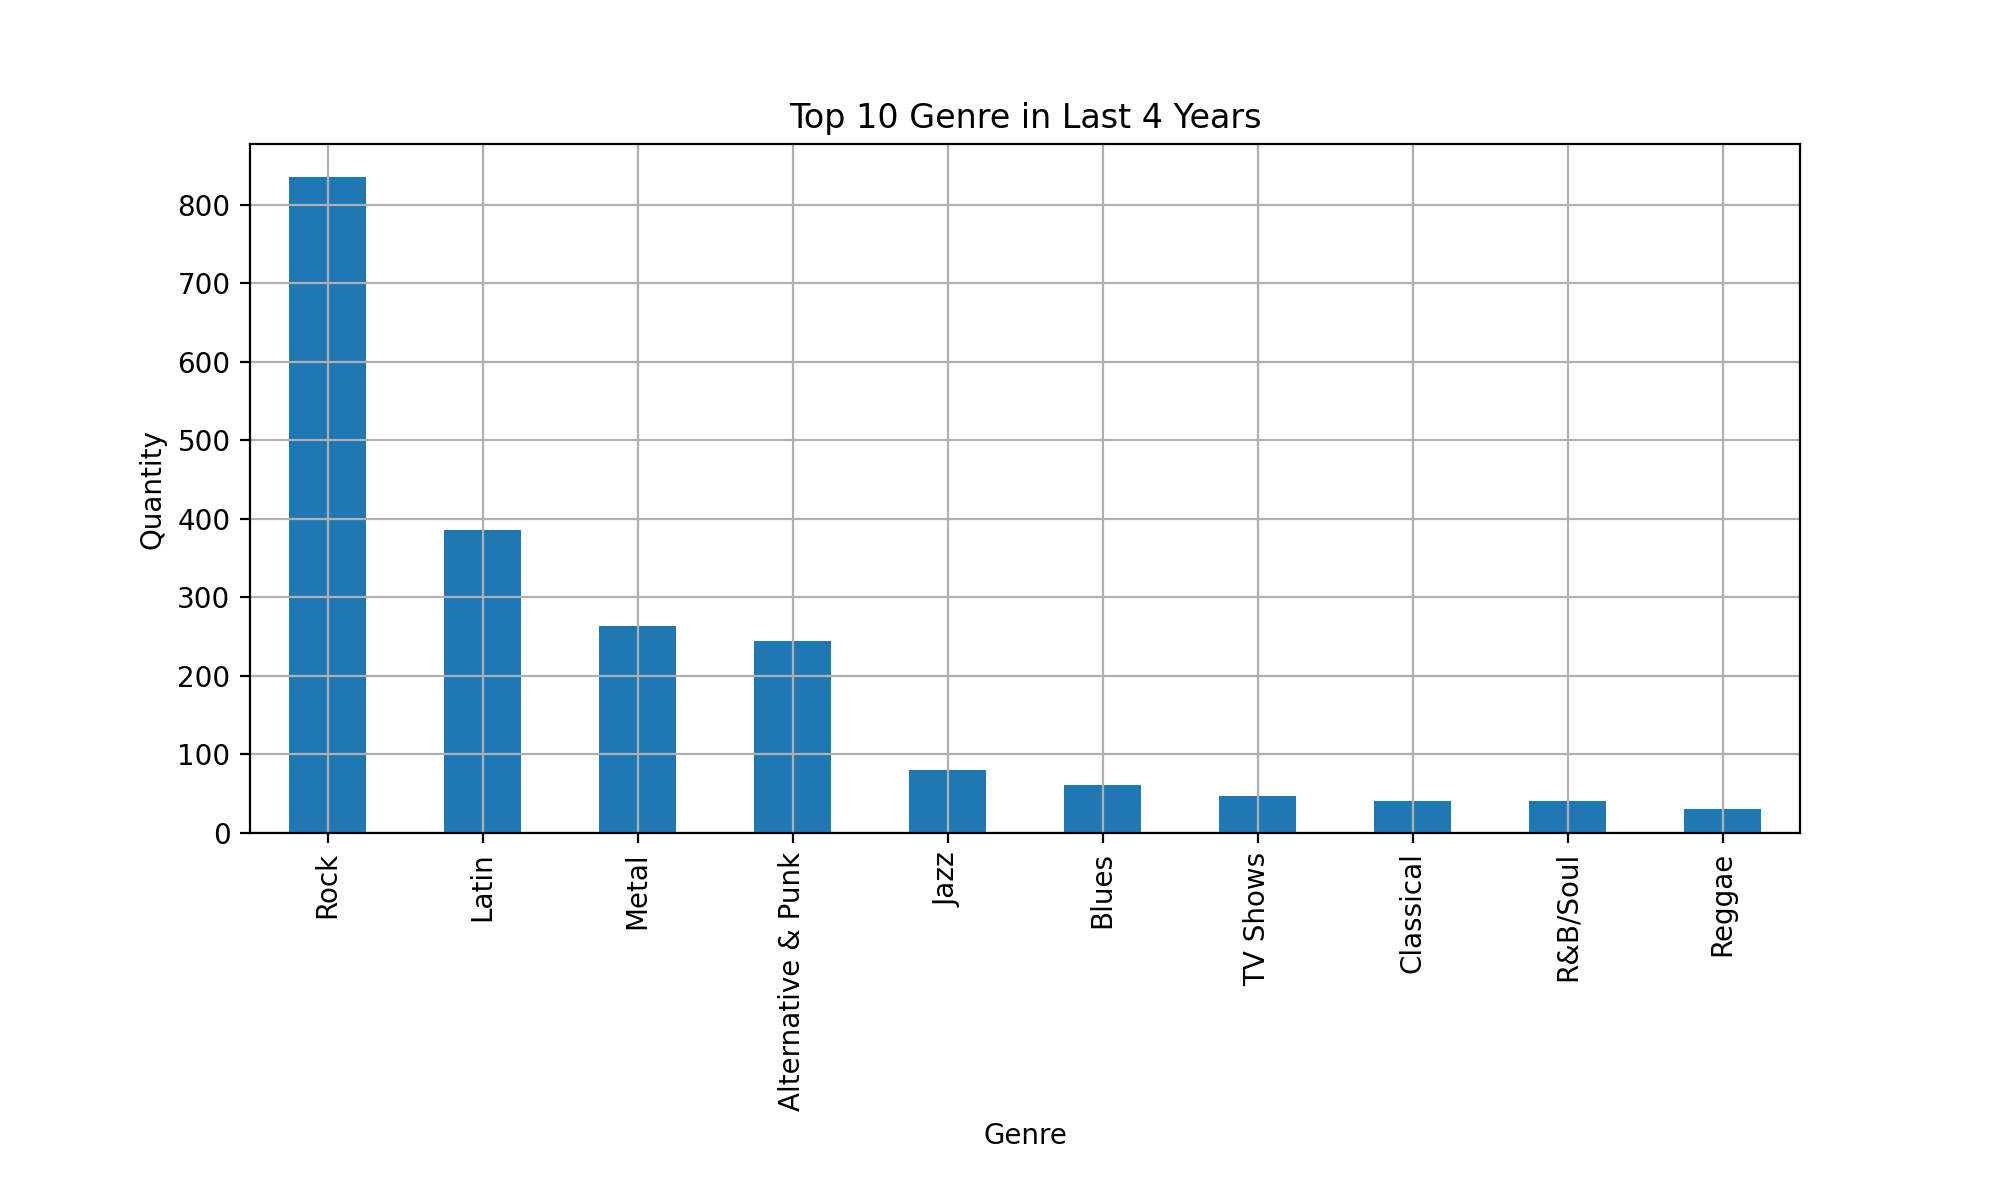 Top 10 Genre in Last 4 Years
Quantity
800
700
600
500
400
300
200
100
0
Rock
Latin
Metal
Alternative & Punk
Jazz
Blues
TV Shows
Classical
R&B/Soul
Reggae
Genre